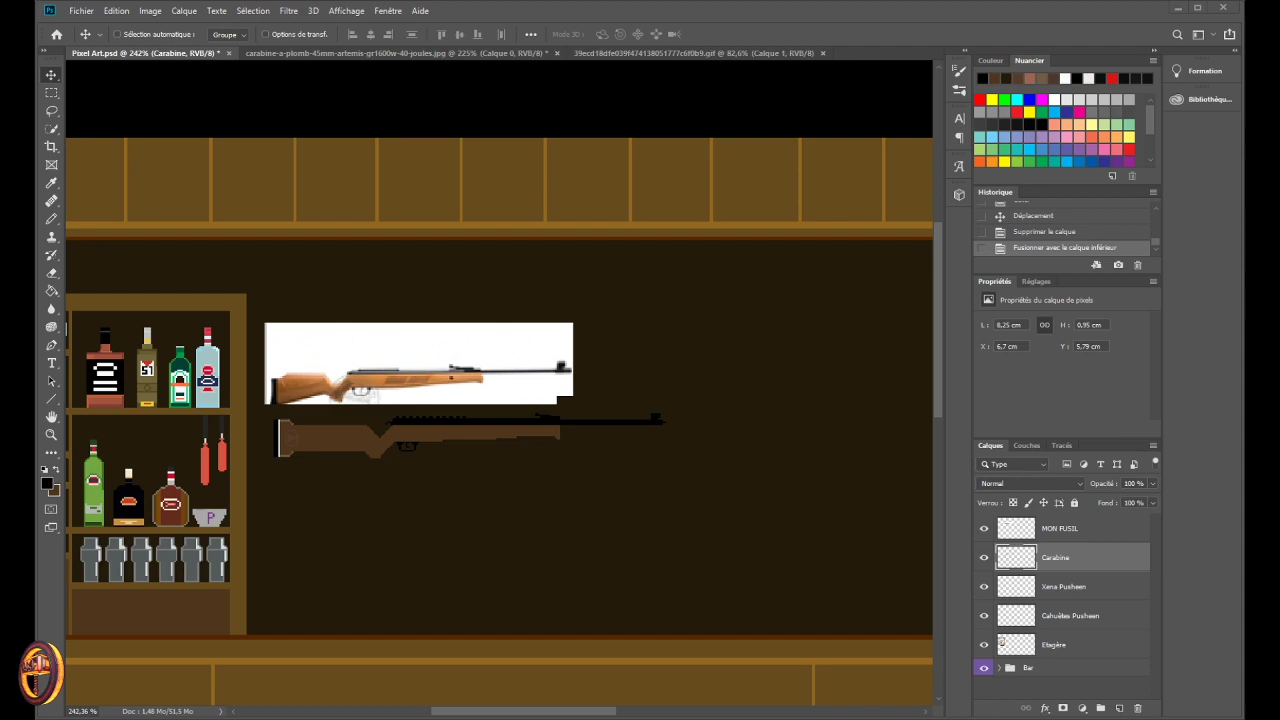 Ps Fichier Edition Image Calque Texte Sélection Filtre 3D Affichage Fenêtre Aide
Sélection automatique : Groupe Options de transf. Mode 3D :
Pixel Art.psd @ 242% (Carabine, RVB/8) * × carabine-a-plomb-45mm-artemis-gr1600w-40-joules.jpg @ 225% (Calque 0, RVB/8) * × 39ecd18dfe039f474138051777c6f0b9.gif @ 82,6% (Calque 1, RVB/8) ×
Couleur Nuancier
Formation
Bibliothèqu...
Historique
Déplacement
Supprimer le calque
Fusionner avec le calque inférieur
Propriétés Réglages
Propriétés du calque de pixels
L : 8,25 cm H : 0,95 cm
X : 6,7 cm Y : 5,79 cm
51
P
Calques Couches Tracés
Type
Normal Opacité : 100 %
Verrou : Fond : 100 %
MON FUSIL
Carabine
Xena Pusheen
Cahuètes Pusheen
Etagère
Bar
242,36 % Doc : 1,48 Mo/51,5 Mo